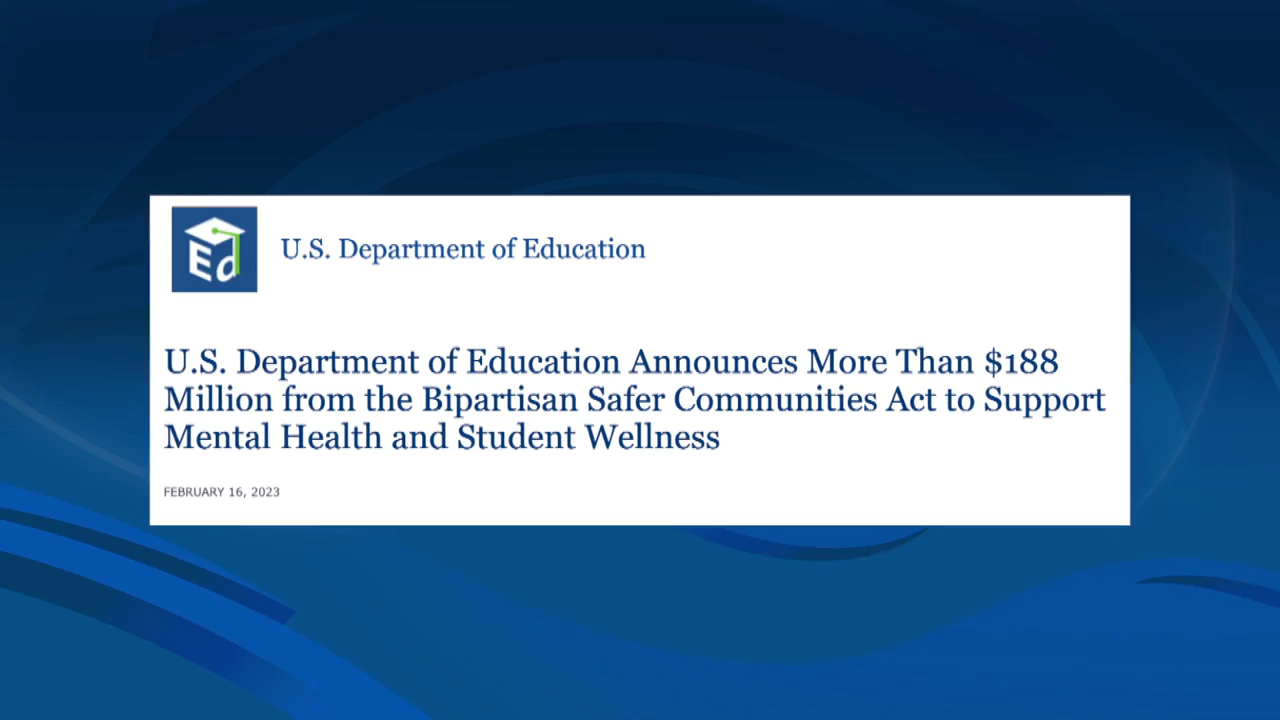 Ed
U.S. Department of Education
U.S. Department of Education Announces More Than $188
Million from the Bipartisan Safer Communities Act to Support
Mental Health and Student Wellness
FEBRUARY 16, 2023